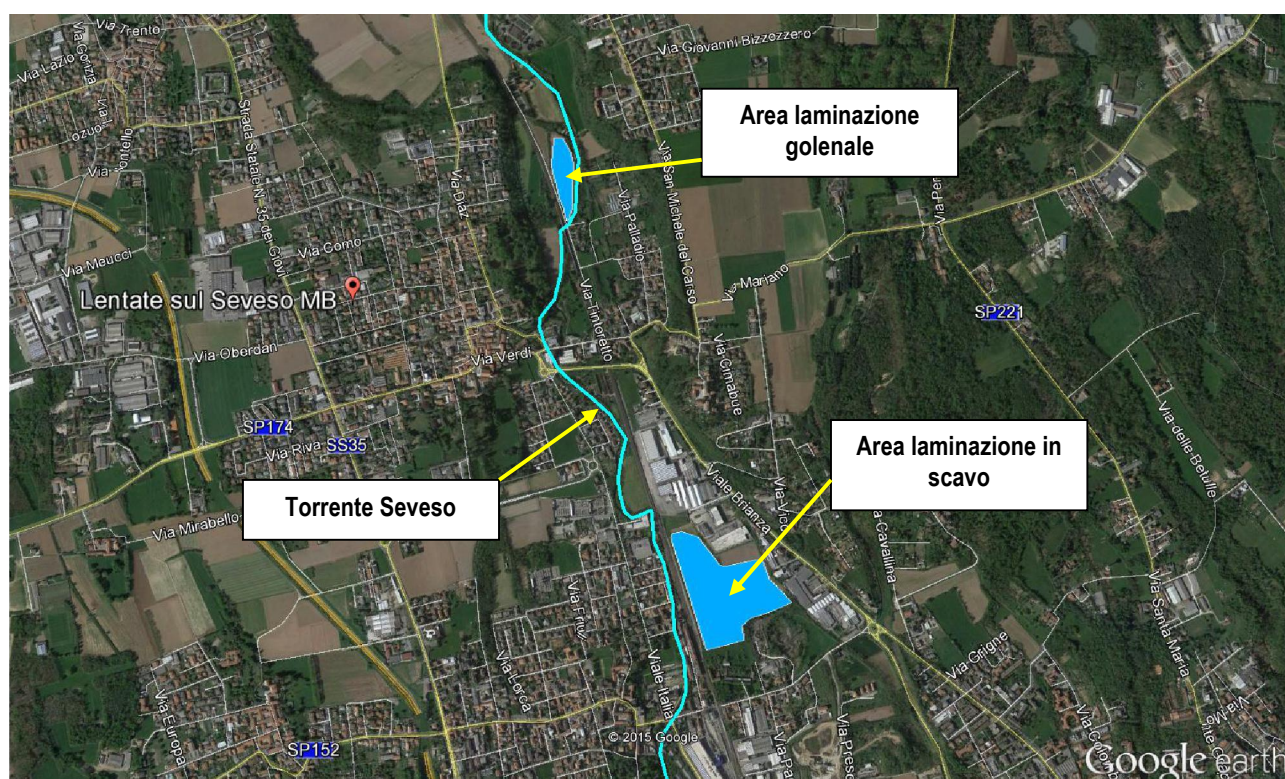 Via Trento
Via Gorizia
Via Lazio
Via Giovanni Bizzozzero
Area laminazione
golenale
Strada Statale N. 35 dei Giovi
Via Diaz
Via San Michele del Carso
Via Palladio
Via Como
Via Meucci
Via Mariano
Lentate sul Seveso MB
SP221
Via Tintoretto
Via Oberdan
Via Verdi
Via Cimabue
Via delle Betulle
SP174
SS35
Via Riva
Area laminazione in
scavo
Torrente Seveso
Viale Brianza
Via Mirabello
Via Santa Maria
Via Friuli
Via Grigne
Viale Italia
Via Lorca
Via Europa
© 2015 Google
SP152
Google earth